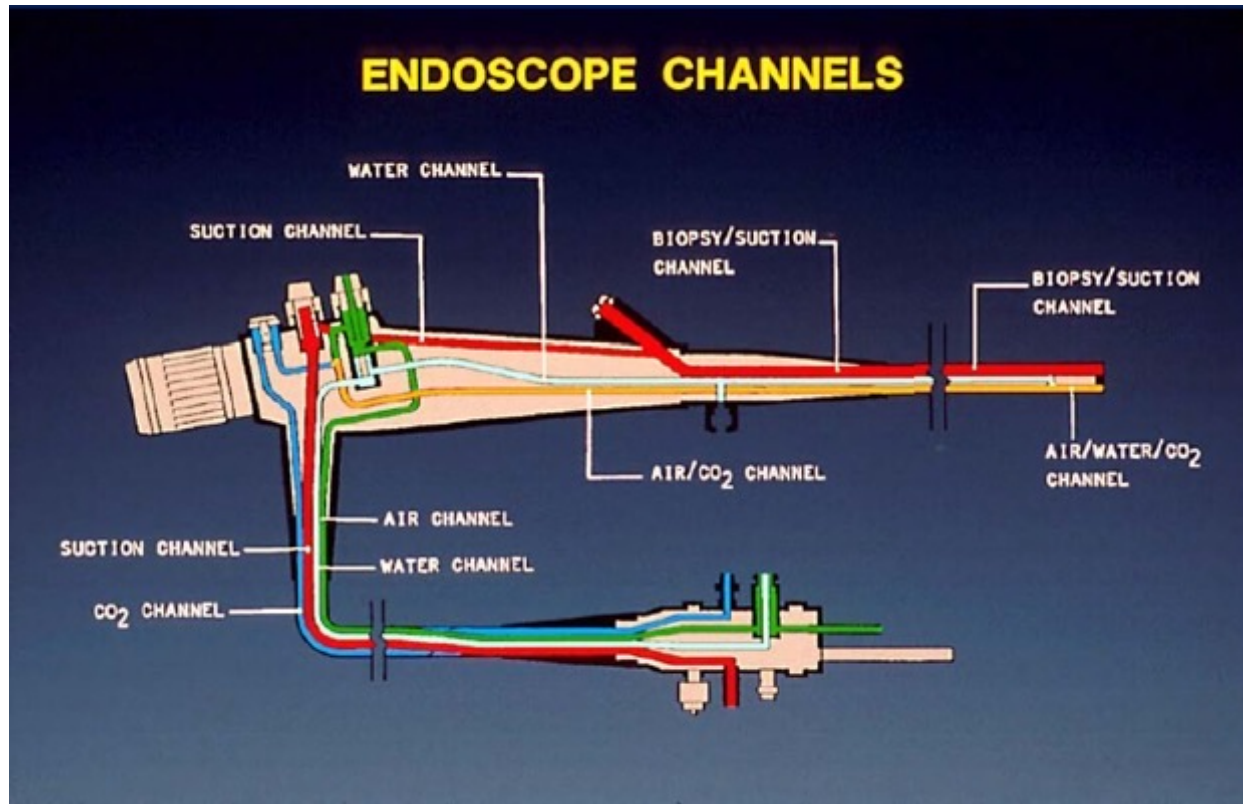 ENDOSCOPE CHANNELS
WATER CHANNEL
SUCTION CHANNEL
BIOPSY/SUCTION
CHANNEL
BIOPSY/SUCTION
CHANNEL
AIR/CO2 CHANNEL
AIR/WATER/CO2
CHANNEL
AIR CHANNEL
SUCTION CHANNEL
WATER CHANNEL
CO2 CHANNEL